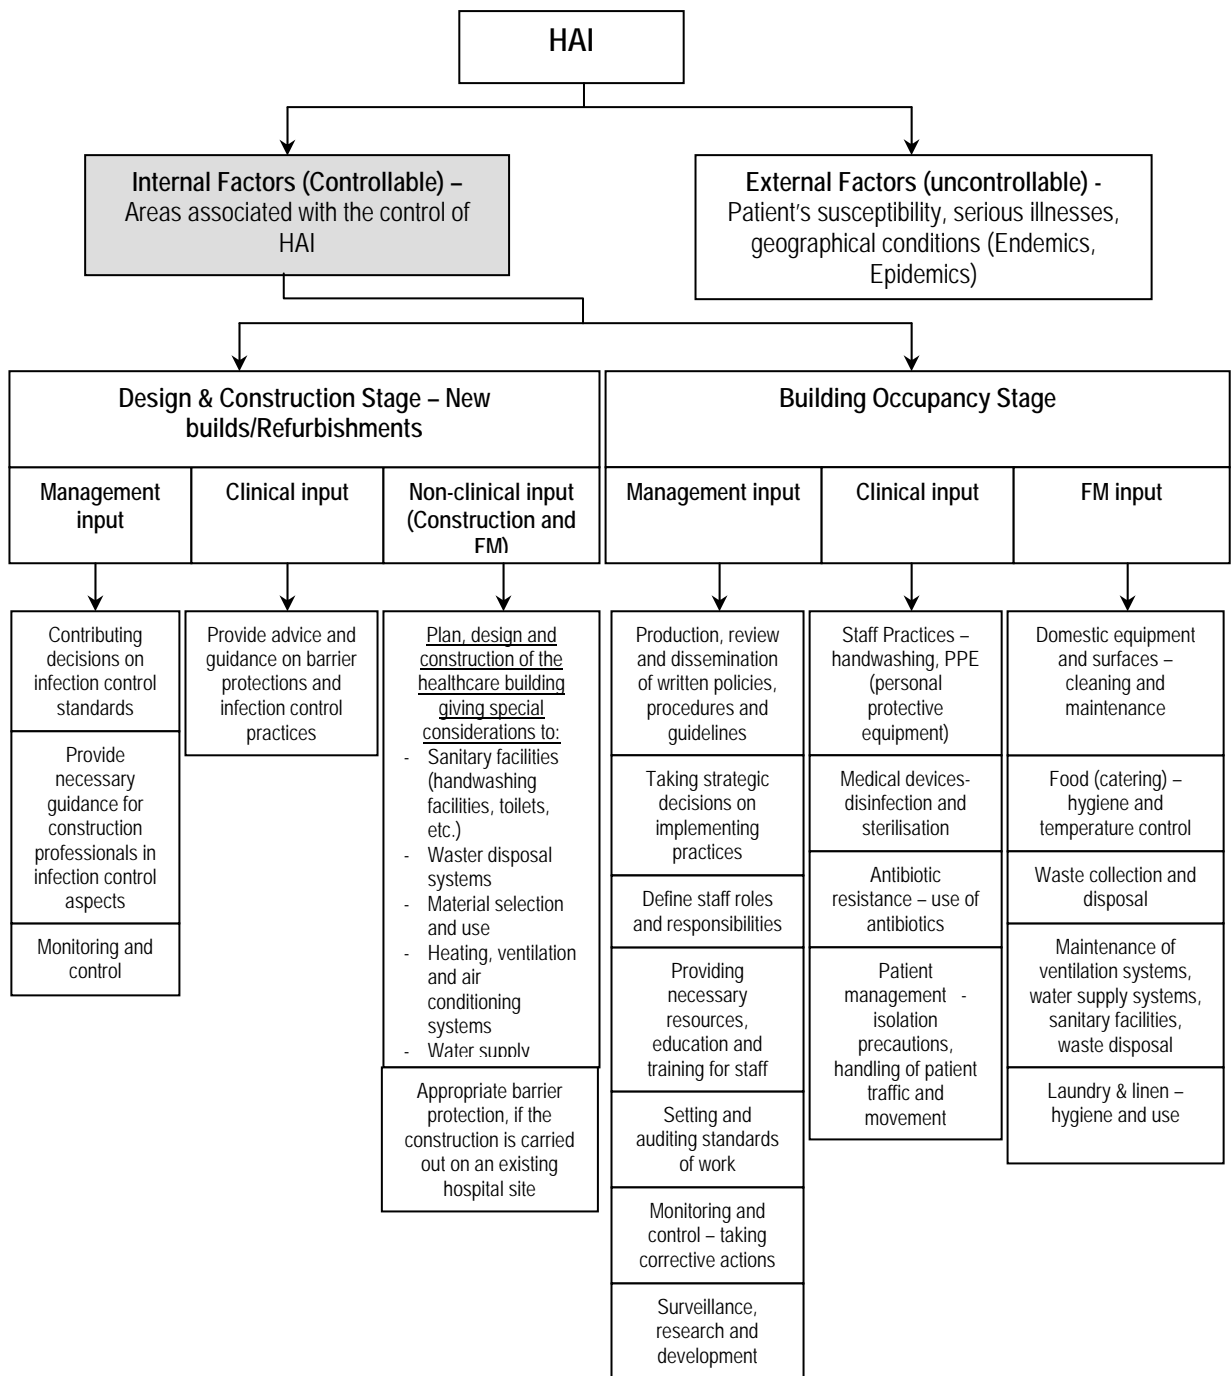 HAI
Internal Factors (Controllable) –
Areas associated with the control of
HAI
External Factors (uncontrollable) -
Patient's susceptibility, serious illnesses,
geographical conditions (Endemics,
Epidemics)
Design & Construction Stage – New
builds/Refurbishments
Building Occupancy Stage
Management
input
Clinical input
Non-clinical input
(Construction and
FM)
Management input
Clinical input
FM input
Contributing
decisions on
infection control
standards
Provide
necessary
guidance for
construction
professionals in
infection control
aspects
Monitoring and
control
Provide advice and
guidance on barrier
protections and
infection control
practices
Plan, design and
construction of the
healthcare building
giving special
considerations to:
- Sanitary facilities
(handwashing
facilities, toilets,
etc.)
- Waster disposal
systems
- Material selection
and use
- Heating, ventilation
and air
conditioning
systems
- Water supply
Appropriate barrier
protection, if the
construction is carried
out on an existing
hospital site
Production, review
and dissemination
of written policies,
procedures and
guidelines
Taking strategic
decisions on
implementing
practices
Define staff roles
and responsibilities
Providing
necessary
resources,
education and
training for staff
Setting and
auditing standards
of work
Monitoring and
control – taking
corrective actions
Surveillance,
research and
development
Staff Practices –
handwashing, PPE
(personal
protective
equipment)
Medical devices-
disinfection and
sterilisation
Antibiotic
resistance – use of
antibiotics
Patient
management -
isolation
precautions,
handling of patient
traffic and
movement
Domestic equipment
and surfaces –
cleaning and
maintenance
Food (catering) –
hygiene and
temperature control
Waste collection and
disposal
Maintenance of
ventilation systems,
water supply systems,
sanitary facilities,
waste disposal
Laundry & linen –
hygiene and use